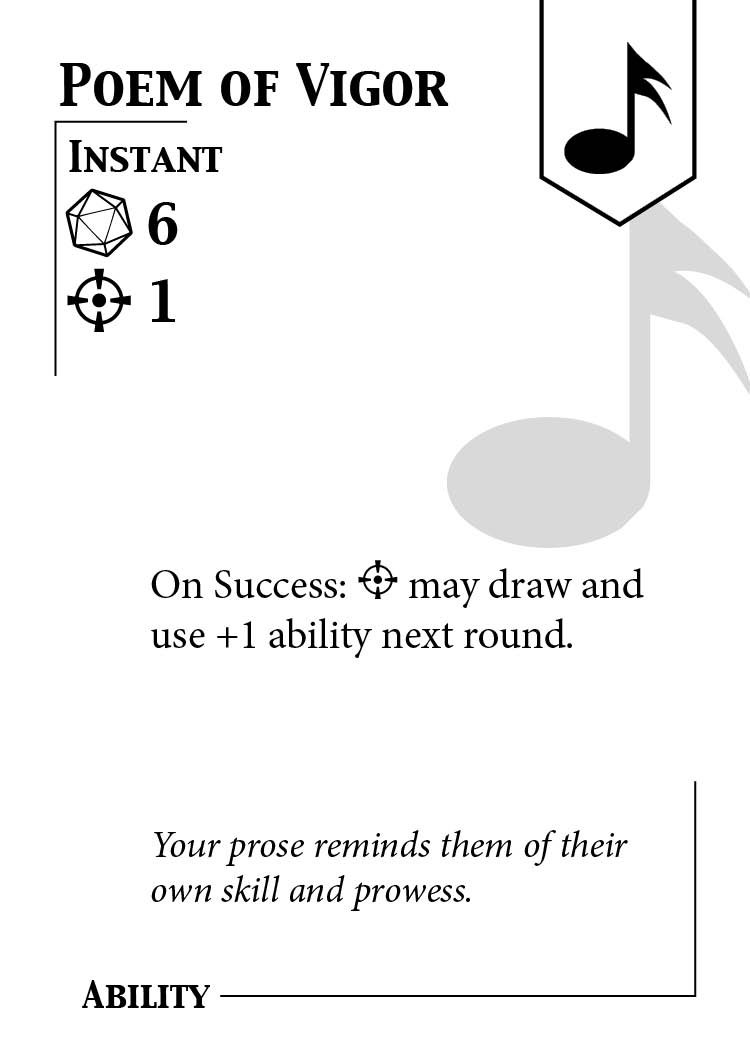 Poem of Vigor
Instant
6
1
On Success: may draw and
use +1 ability next round.
Your prose reminds them of their
own skill and prowess.
Ability